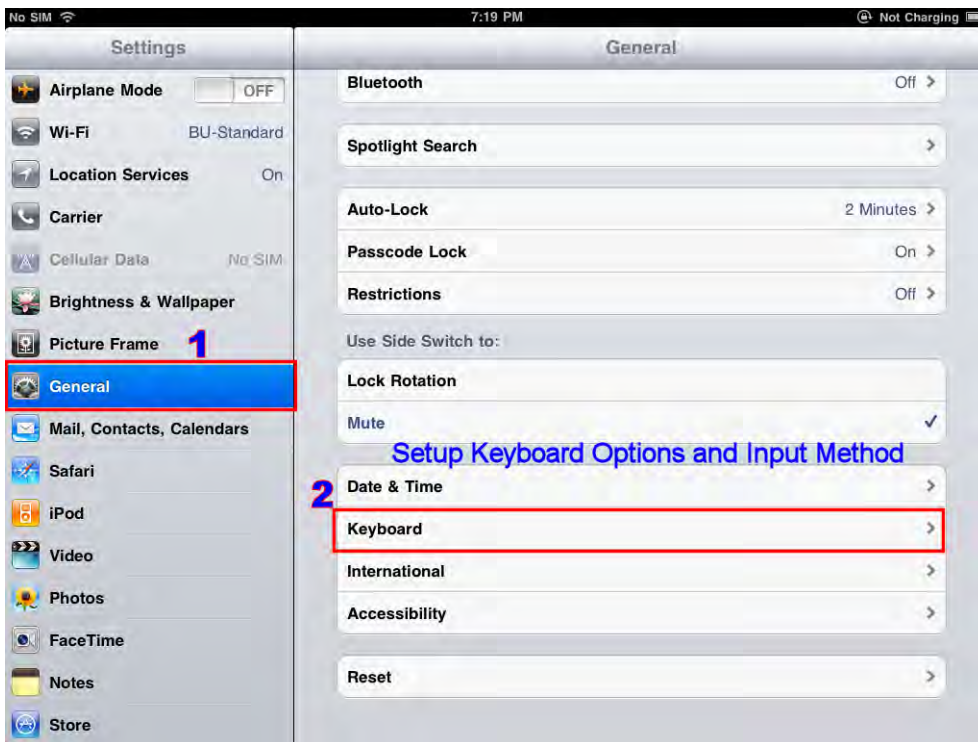 No SIM 7:19 PM Not Charging
Settings
General
Airplane Mode OFF
Wi-Fi BU-Standard
Location Services On
Carrier
Cellular Data No SIM
Brightness & Wallpaper
Picture Frame 1
General
Mail, Contacts, Calendars
Safari
iPod
Video
Photos
FaceTime
Notes
Store
Bluetooth Off
Spotlight Search
Auto-Lock 2 Minutes
Passcode Lock On
Restrictions Off
Use Side Switch to:
Lock Rotation
Mute
Setup Keyboard Options and Input Method
2 Date & Time
Keyboard
International
Accessibility
Reset